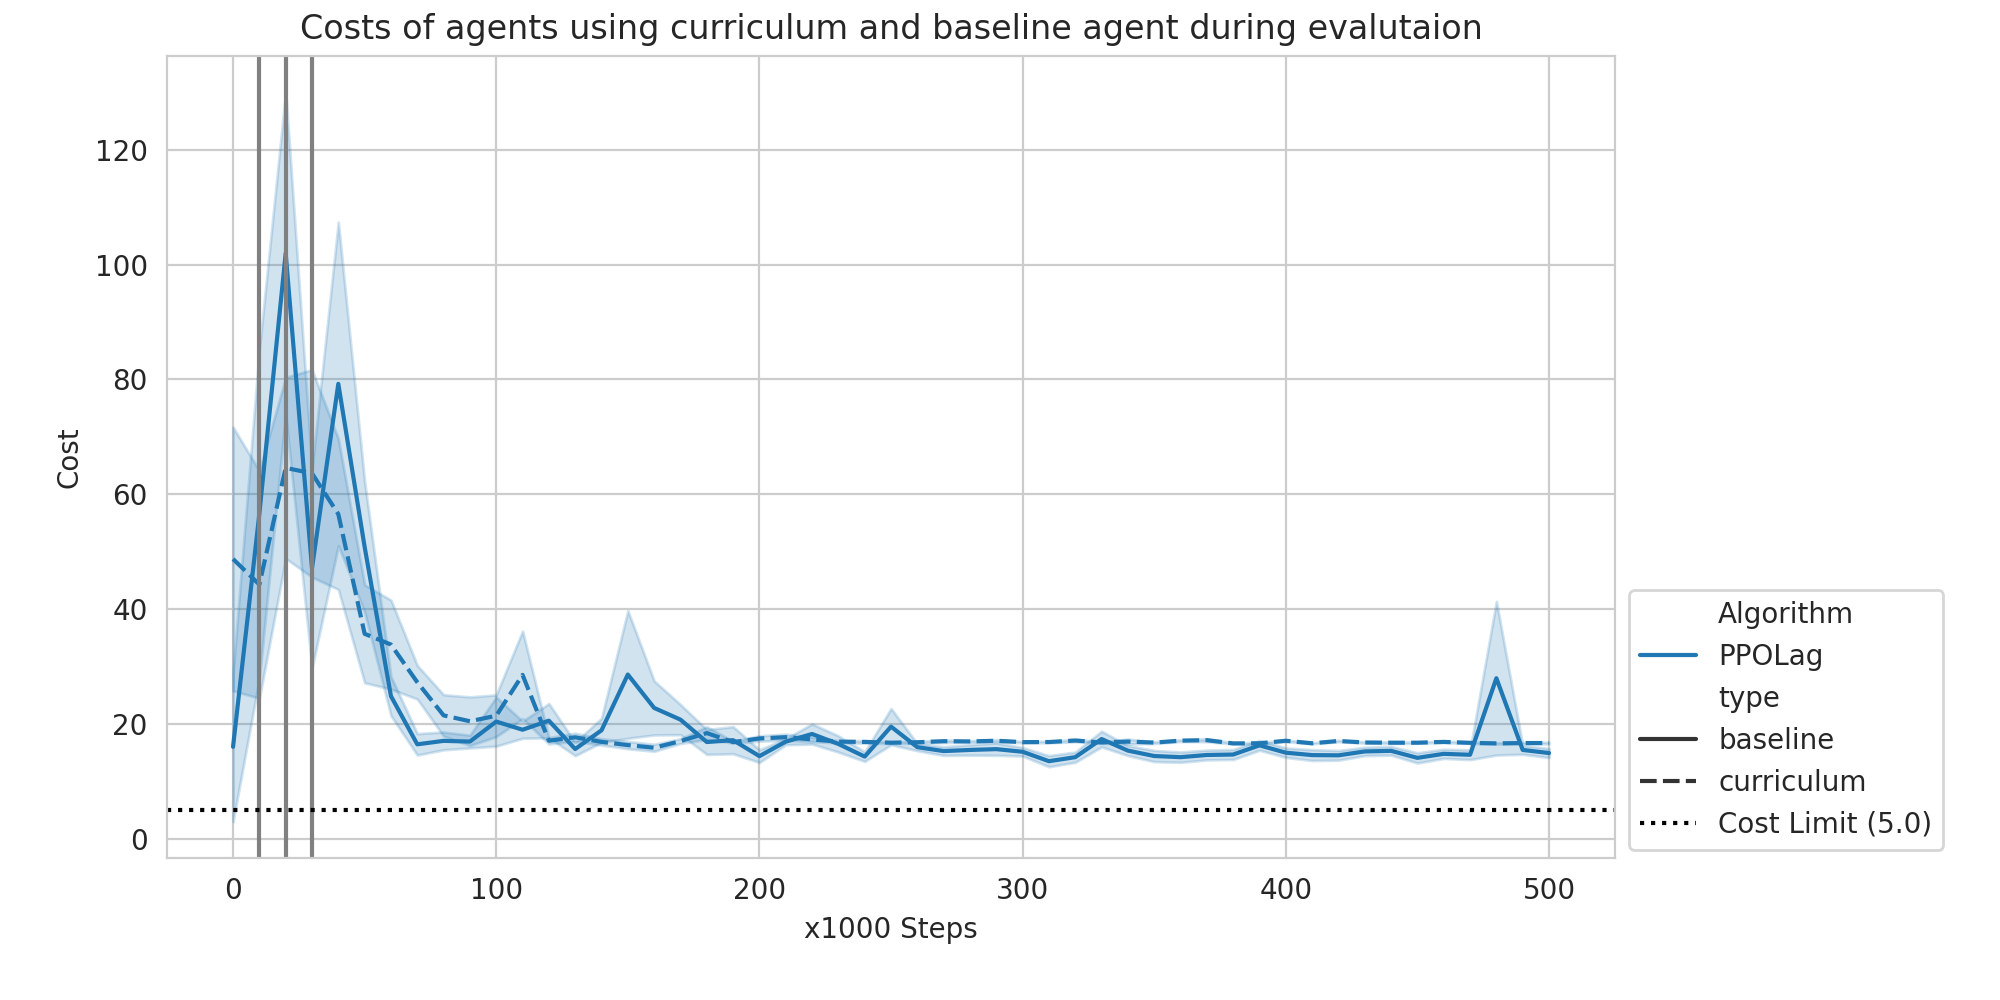 Costs of agents using curriculum and baseline agent during evalutaion
120
100
80
60
40
20
0
Cost
0 100 200 300 400 500
x1000 Steps
Algorithm
PPOLag
type
baseline
curriculum
Cost Limit (5.0)